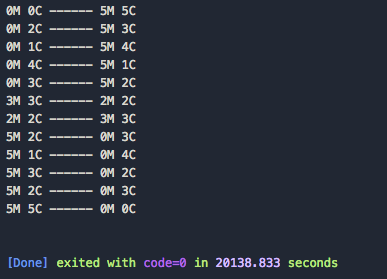 0M 0C ------ 5M 5C
0M 2C ------ 5M 3C
0M 1C ------ 5M 4C
0M 4C ------ 5M 1C
0M 3C ------ 5M 2C
3M 3C ------ 2M 2C
2M 2C ------ 3M 3C
5M 2C ------ 0M 3C
5M 1C ------ 0M 4C
5M 3C ------ 0M 2C
5M 2C ------ 0M 3C
5M 5C ------ 0M 0C
[Done] exited with code=0 in 20138.833 seconds